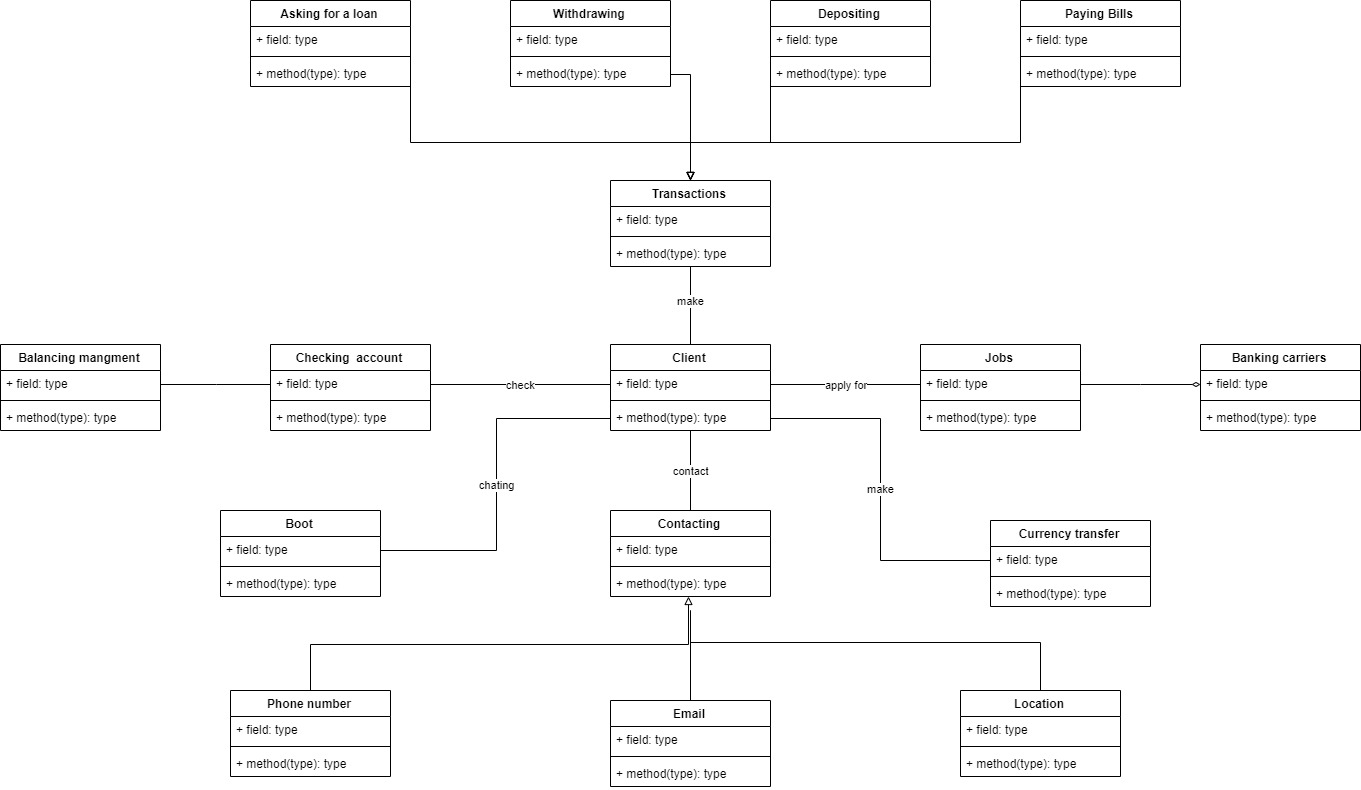 Asking for a loan
+ field: type
+ method(type): type
Withdrawing
+ field: type
+ method(type): type
Depositing
+ field: type
+ method(type): type
Paying Bills
+ field: type
+ method(type): type
Transactions
+ field: type
+ method(type): type
make
Balancing mangment
+ field: type
+ method(type): type
Checking  account
+ field: type
+ method(type): type
check
Client
+ field: type
+ method(type): type
apply for
Jobs
+ field: type
+ method(type): type
Banking carriers
+ field: type
+ method(type): type
chating
contact
make
Boot
+ field: type
+ method(type): type
Contacting
+ field: type
+ method(type): type
Currency transfer
+ field: type
+ method(type): type
Phone number
+ field: type
+ method(type): type
Email
+ field: type
+ method(type): type
Location
+ field: type
+ method(type): type